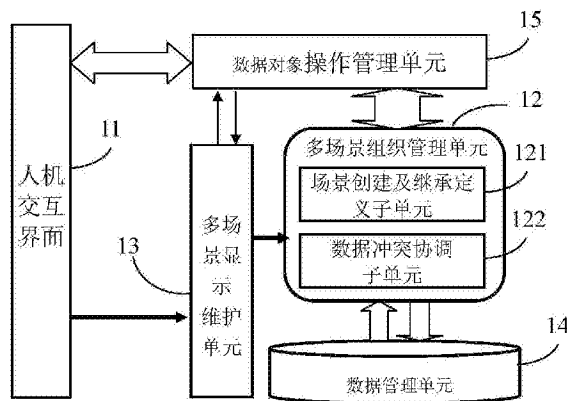 15
数据对象操作管理单元
12
11
多场景组织管理单元
121
人机
交互
界面
场景创建及继承定
义子单元
122
多场
景显
示
维护
单元
数据冲突协调
子单元
13
14
数据管理单元